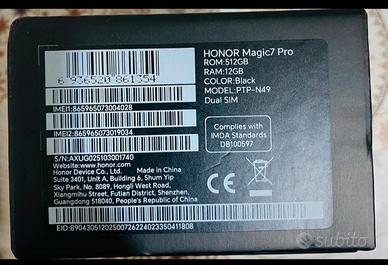 HONOR Magic7 Pro
ROM:512GB
RAM:12GB
COLOR:Black
MODEL:PTP-N49
Dual SIM
6 936520 861354
IMEI1:865965073004028
IMEI2:865965073019034
S/N:AXUG025103001740
Website:www.honor.com
Honor Device Co., Ltd. Made in China
Suite 3401, Unit A, Building 6, Shum Yip
Sky Park, No. 8089, Hongli West Road,
Xiangmihu Street, Futian District, Shenzhen,
Guangdong 518040, People's Republic of China
EID:89043051202500726224023350411808
Complies with
IMDA Standards
DB100597
CE
subito